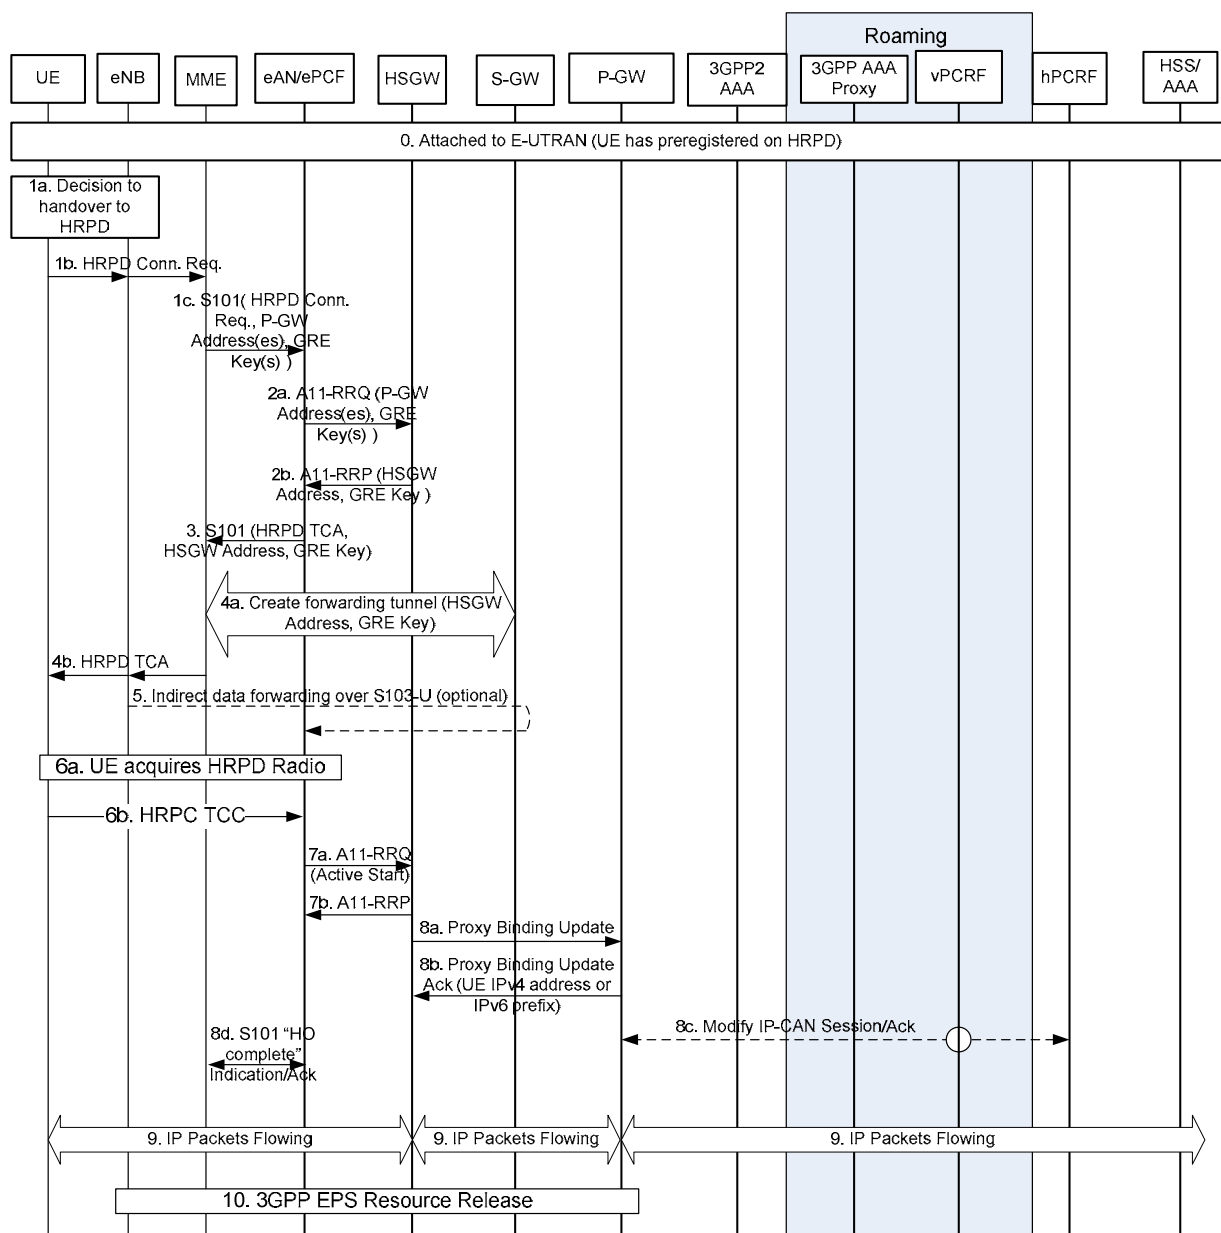 Roaming
UE
eNB
MME
eAN/ePCF
HSGW
S-GW
P-GW
3GPP2
AAA
3GPP AAA
Proxy
vPCRF
hPCRF
HSS/
AAA
0. Attached to E-UTRAN (UE has preregistered on HRPD)
1a. Decision to
handover to
HRPD
1b. HRPD Conn. Req.
1c. S101( HRPD Conn.
Req., P-GW
Address(es), GRE
Key(s) )
2a. A11-RRQ (P-GW
Address(es), GRE
Key(s) )
2b. A11-RRP (HSGW
Address, GRE Key )
3. S101 (HRPD TCA,
HSGW Address, GRE Key)
4a. Create forwarding tunnel (HSGW
Address, GRE Key)
4b. HRPD TCA
5. Indirect data forwarding over S103-U (optional)
6a. UE acquires HRPD Radio
6b. HRPC TCC
7a. A11-RRQ
(Active Start)
7b. A11-RRP
8a. Proxy Binding Update
8b. Proxy Binding Update
Ack (UE IPv4 address or
IPv6 prefix)
8c. Modify IP-CAN Session/Ack
8d. S101 “HO
complete”
Indication/Ack
9. IP Packets Flowing
9. IP Packets Flowing
9. IP Packets Flowing
10. 3GPP EPS Resource Release